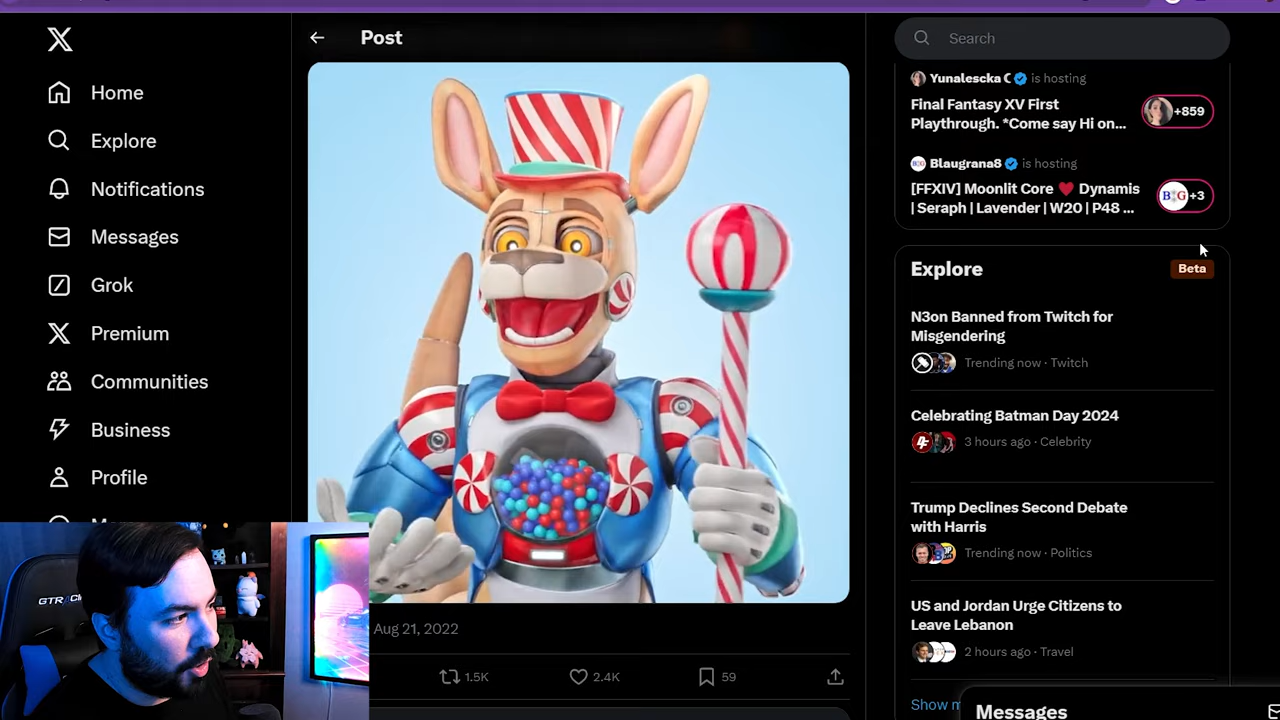 Post
Home
Explore
Notifications
Messages
Grok
Premium
Communities
Business
Profile
Aug 21, 2022
1.5K
2.4K
59
Search
Yunalescka C is hosting
Final Fantasy XV First
Playthrough. *Come say Hi on...
+859
Blaugrana8 is hosting
[FFXIV] Moonlit Core ❤️ Dynamis
| Seraph | Lavender | W20 | P48 ...
+3
Explore
Beta
N3on Banned from Twitch for
Misgendering
Trending now · Twitch
Celebrating Batman Day 2024
3 hours ago · Celebrity
Trump Declines Second Debate
with Harris
Trending now · Politics
US and Jordan Urge Citizens to
Leave Lebanon
2 hours ago · Travel
Show
Messages